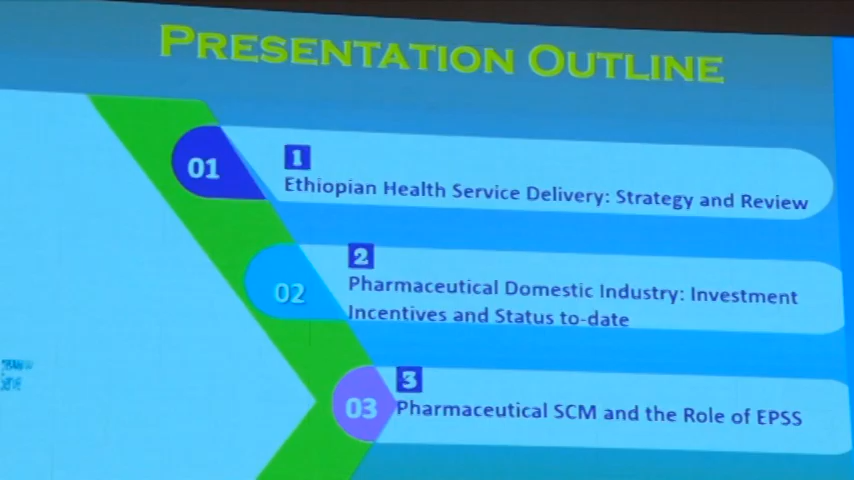 PRESENTATION OUTLINE
01
1
Ethiopian Health Service Delivery: Strategy and Review
02
2
Pharmaceutical Domestic Industry: Investment
Incentives and Status to-date
03
3
Pharmaceutical SCM and the Role of EPSS